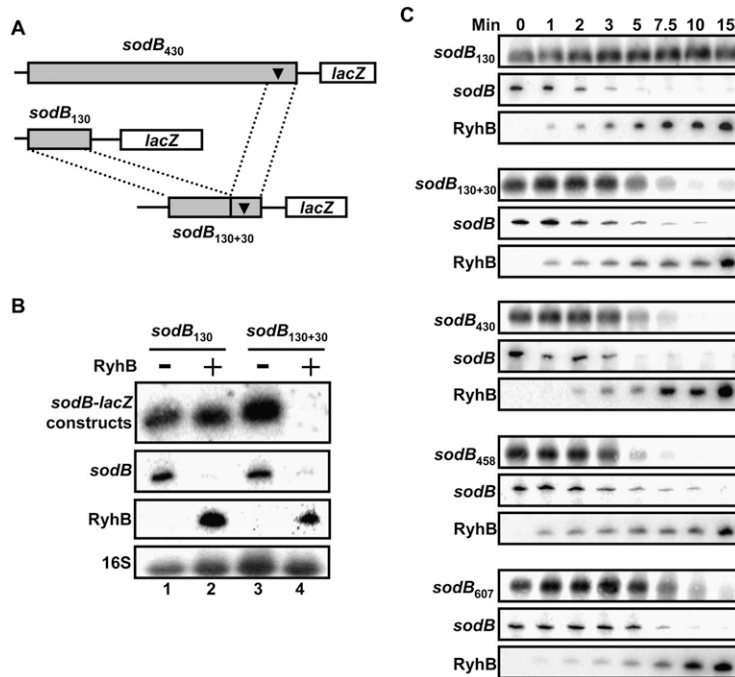 A
sodB430
lacZ
sodB130
lacZ
lacZ
sodB130+30
B
sodB130 sodB130+30
RyhB - + - +
sodB-lacZ
constructs
sodB
RyhB
16S
1 2 3 4
C
Min 0 1 2 3 5 7.5 10 15
sodB130
sodB
RyhB
sodB130+30
sodB
RyhB
sodB430
sodB
RyhB
sodB458
sodB
RyhB
sodB607
sodB
RyhB